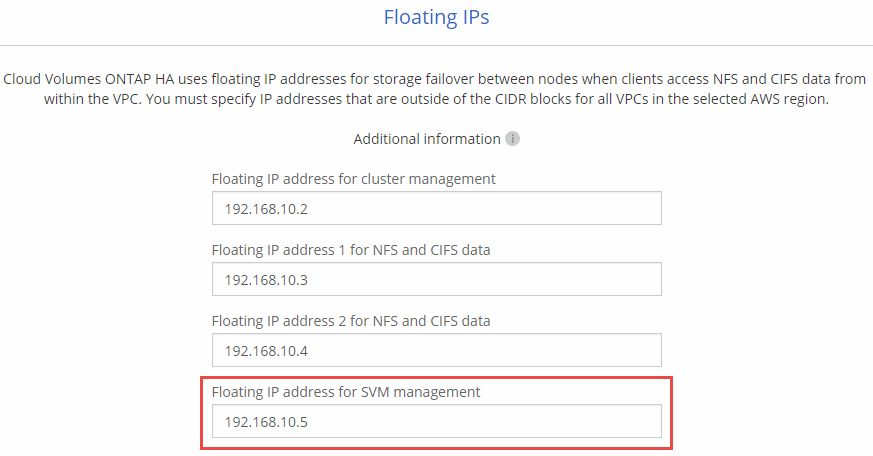 Floating IPs
Cloud Volumes ONTAP HA uses floating IP addresses for storage failover between nodes when clients access NFS and CIFS data from
within the VPC. You must specify IP addresses that are outside of the CIDR blocks for all VPCs in the selected AWS region.
Additional information i
Floating IP address for cluster management
192.168.10.2
Floating IP address 1 for NFS and CIFS data
192.168.10.3
Floating IP address 2 for NFS and CIFS data
192.168.10.4
Floating IP address for SVM management
192.168.10.5